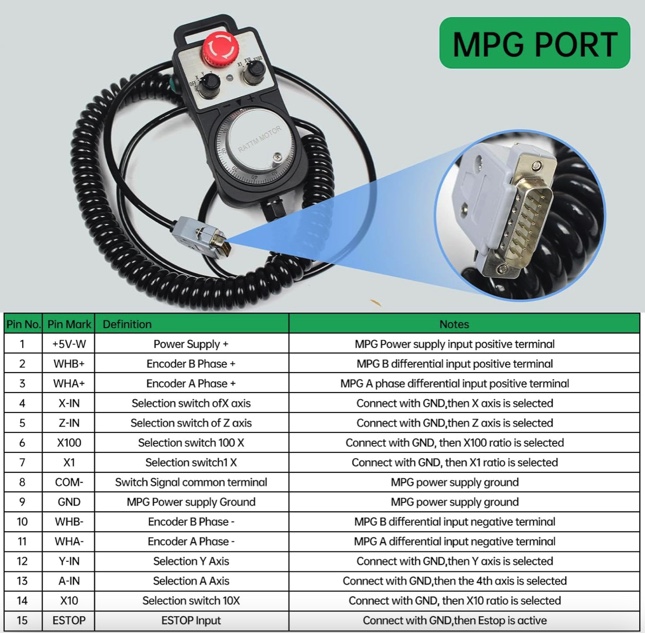 MPG PORT
RATTM MOTOR
Pin No. Pin Mark Definition Notes
1 +5V-W Power Supply + MPG Power supply input positive terminal
2 WHB+ Encoder B Phase + MPG B differential input positive terminal
3 WHA+ Encoder A Phase + MPG A phase differential input positive terminal
4 X-IN Selection switch ofX axis Connect with GND,then X axis is selected
5 Z-IN Selection switch of Z axis Connect with GND,then Z axis is selected
6 X100 Selection switch 100 X Connect with GND, then X100 ratio is selected
7 X1 Selection switch1 X Connect with GND, then X1 ratio is selected
8 COM- Switch Signal common terminal MPG power supply ground
9 GND MPG Power supply Ground MPG power supply ground
10 WHB- Encoder B Phase - MPG B differential input negative terminal
11 WHA- Encoder A Phase - MPG A differential input negative terminal
12 Y-IN Selection Y Axis Connect with GND,then Y axis is selected
13 A-IN Selection A Axis Connect with GND,then the 4th axis is selected
14 X10 Selection switch 10X Connect with GND, then X10 ratio is selected
15 ESTOP ESTOP Input Connect with GND,then Estop is active